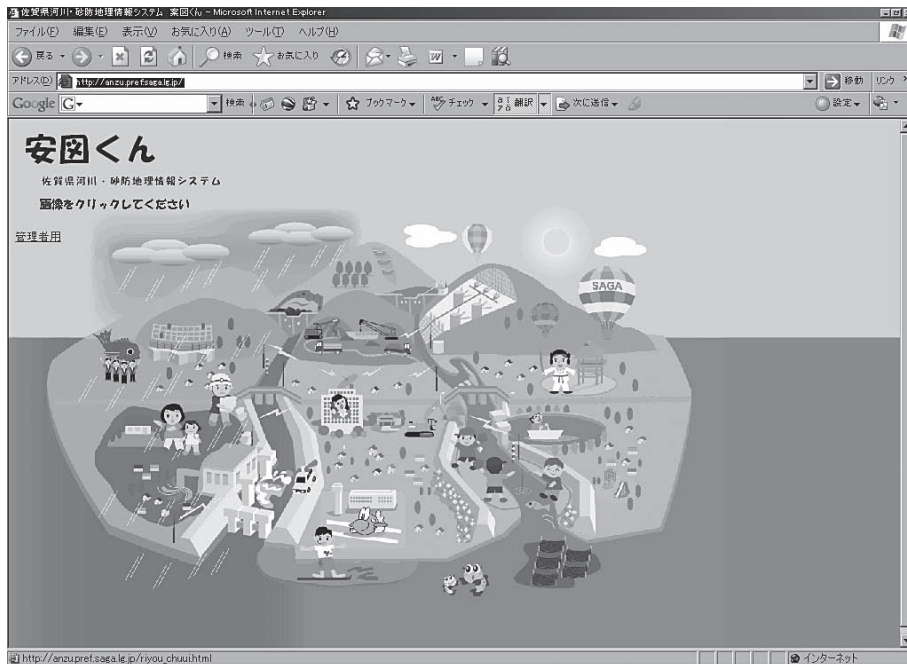 佐賀県河川・砂防地理情報システム 案図くん - Microsoft Internet Explorer
ファイル(F) 編集(E) 表示(V) お気に入り(A) ツール(T) ヘルプ(H)
戻る 検索 お気に入り
アドレス(D) http://anzu.pref.saga.lg.jp/ 移動 リンク
Google 検索 ブックマーク チェック 翻訳 次に送信 設定
安図くん
佐賀県河川・砂防地理情報システム
画像をクリックしてください
管理者用
SAGA
http://anzu.pref.saga.lg.jp/riyou_chuui.html インターネット